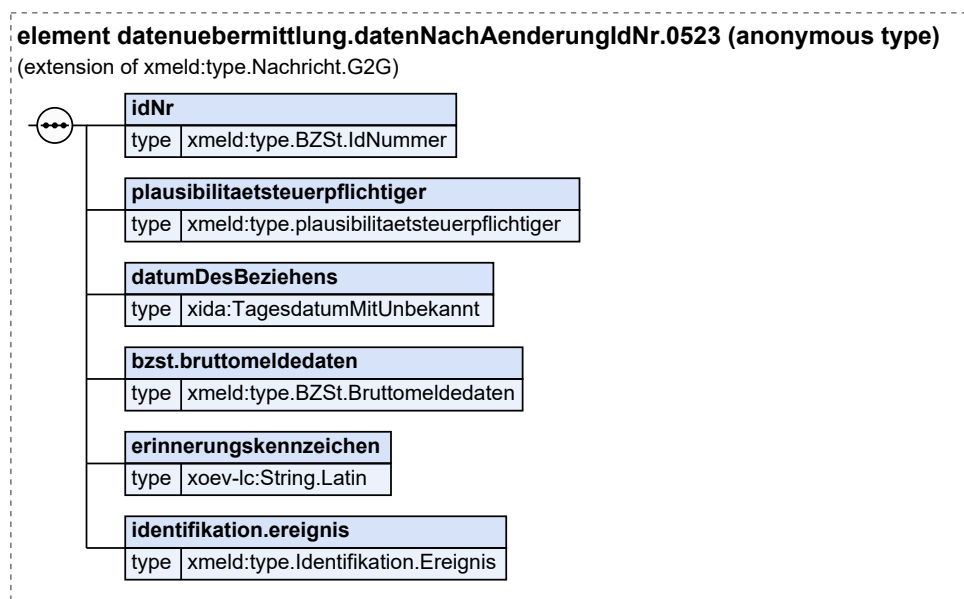 element datenuebermittlung.datenNachAenderungIdNr.0523 (anonymous type)
(extension of xmeld:type.Nachricht.G2G)
idNr
type xmeld:type.BZSt.IdNummer
plausibilitaetsteuerpflichtiger
type xmeld:type.plausibilitaetsteuerpflichtiger
datumDesBeziehens
type xida:TagesdatumMitUnbekannt
bzst.bruttomeldedaten
type xmeld:type.BZSt.Bruttomeldedaten
erinnerungskennzeichen
type xoev-lc:String.Latin
identifikation.ereignis
type xmeld:type.Identifikation.Ereignis